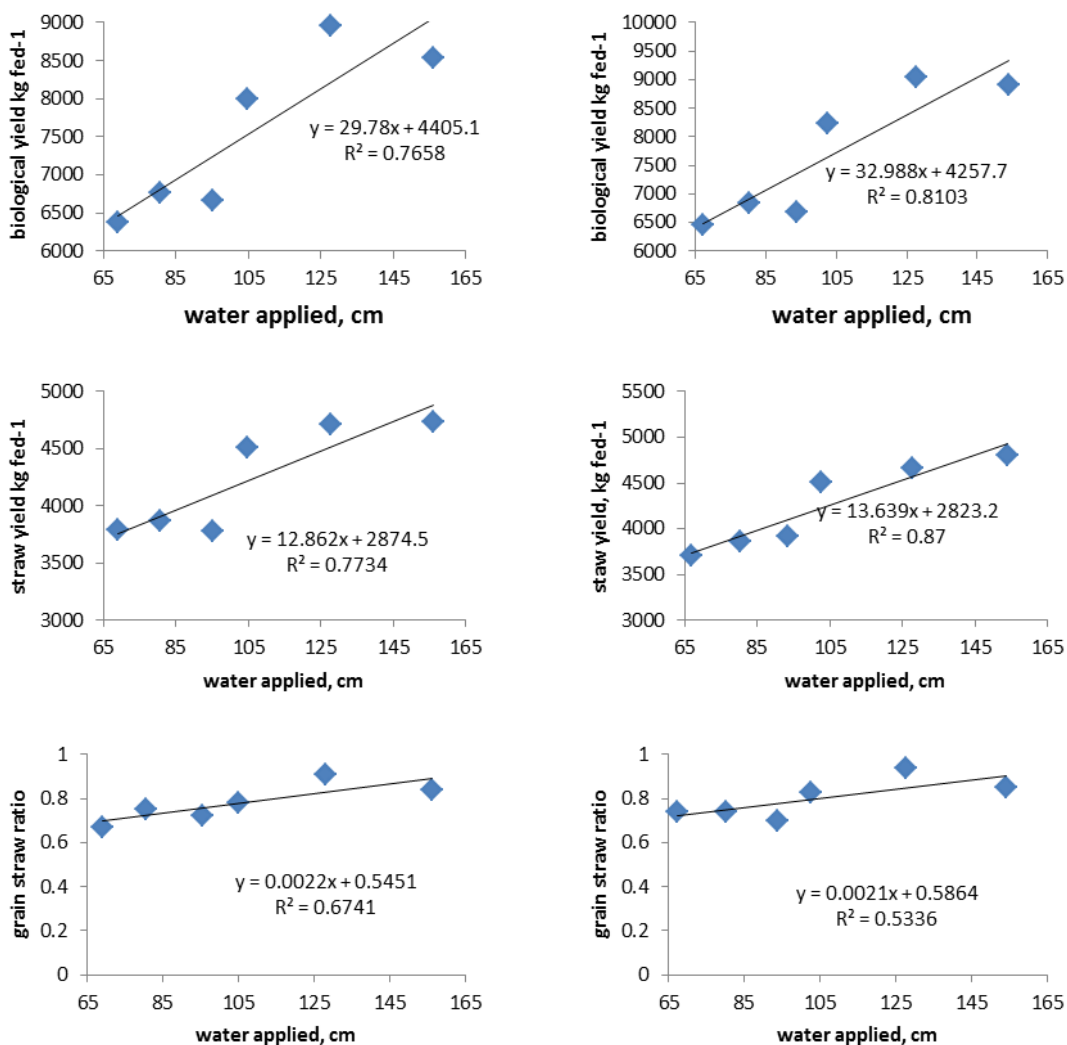 biological yield kg fed-1
9000
8500
8000
7500
7000
6500
6000
y = 29.78x + 4405.1
R² = 0.7658
65 85 105 125 145 165
water applied, cm
biological yield kg fed-1
10000
9500
9000
8500
8000
7500
7000
6500
6000
y = 32.988x + 4257.7
R² = 0.8103
65 85 105 125 145 165
water applied, cm
straw yield kg fed-1
5000
4500
4000
3500
3000
y = 12.862x + 2874.5
R² = 0.7734
65 85 105 125 145 165
water applied, cm
staw yield, kg fed-1
5500
5000
4500
4000
3500
3000
y = 13.639x + 2823.2
R² = 0.87
65 85 105 125 145 165
water applied, cm
grain straw ratio
1
0.8
0.6
0.4
0.2
0
y = 0.0022x + 0.5451
R² = 0.6741
65 85 105 125 145 165
water applied, cm
grain straw ratio
1
0.8
0.6
0.4
0.2
0
y = 0.0021x + 0.5864
R² = 0.5336
65 85 105 125 145 165
water applied, cm